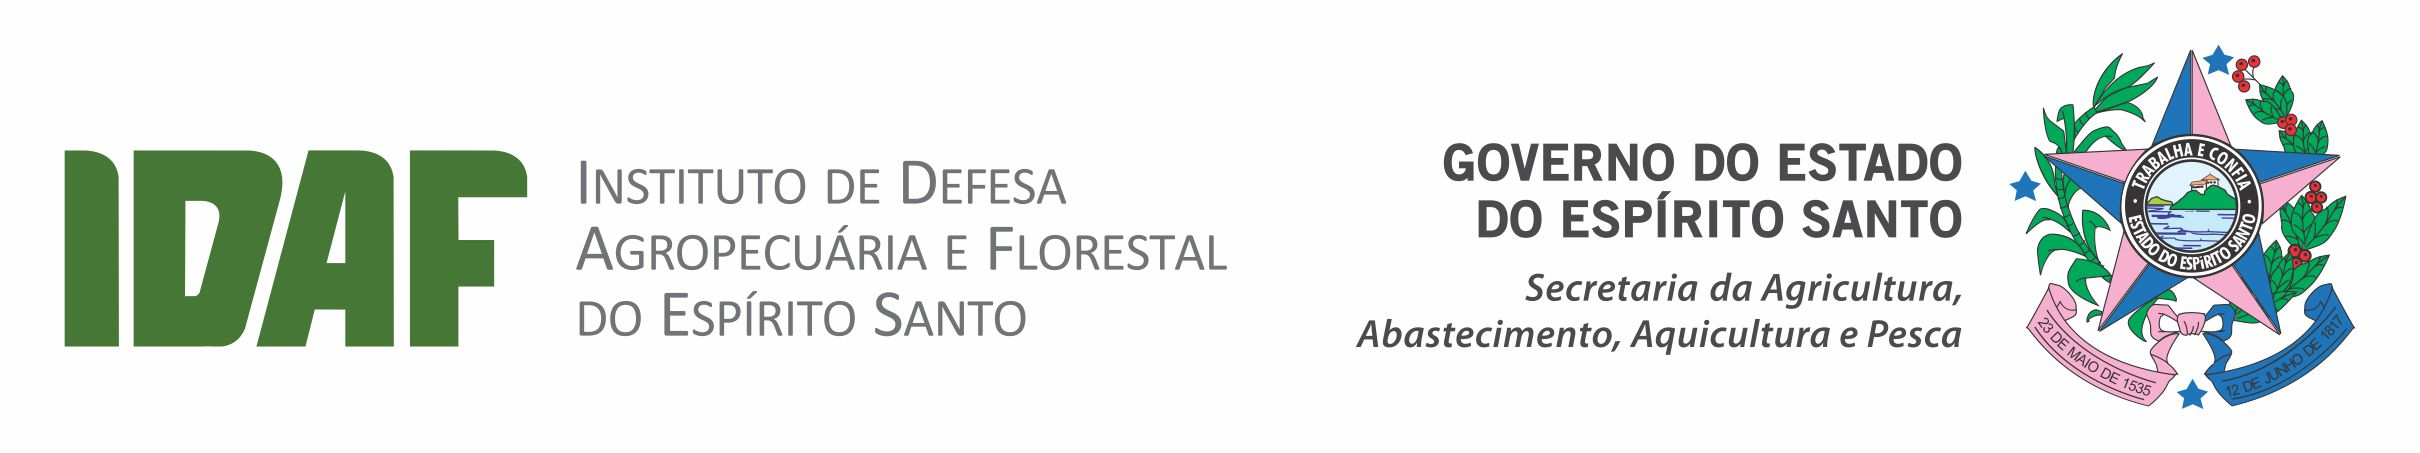 IDAF
INSTITUTO DE DEFESA
AGROPECUÁRIA E FLORESTAL
DO ESPÍRITO SANTO
GOVERNO DO ESTADO
DO ESPÍRITO SANTO
Secretaria da Agricultura,
Abastecimento, Aquicultura e Pesca
TRABALHA E CONFIA
ESTADO DO ESPÍRITO SANTO
23 DE MAIO DE 1535
12 DE JUNHO DE 1817